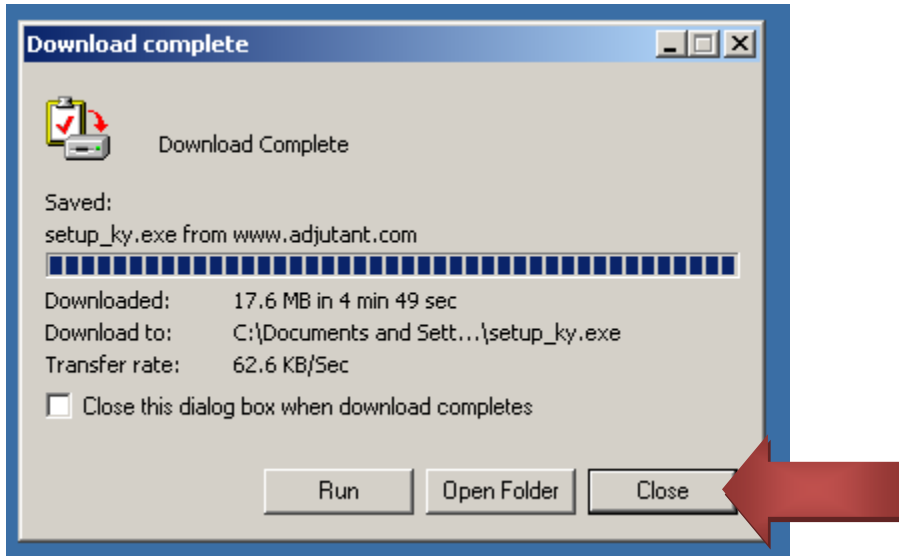 Download complete
Download Complete
Saved:
setup_ky.exe from www.adjutant.com
Downloaded: 17.6 MB in 4 min 49 sec
Download to: C:\Documents and Sett...\setup_ky.exe
Transfer rate: 62.6 KB/Sec
Close this dialog box when download completes
Run Open Folder Close